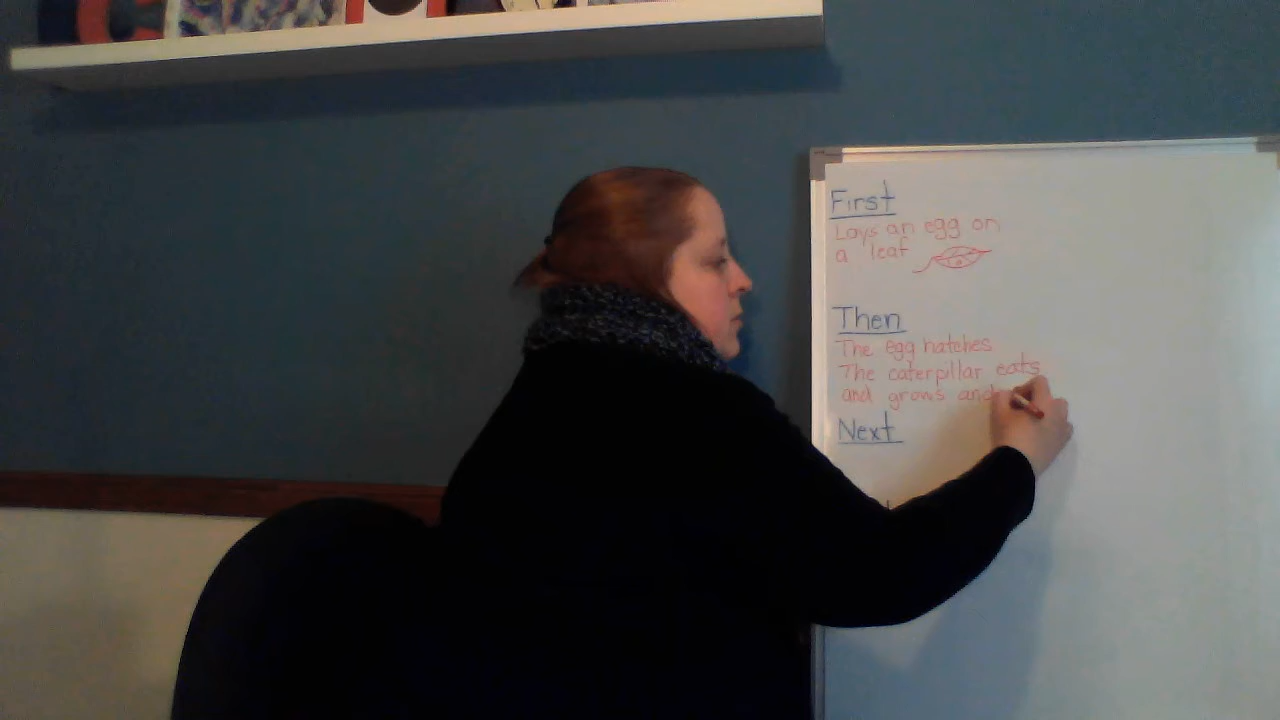 First
Lays an egg on
a leaf
Then
The egg hatches
The caterpillar eats
and grows and
Next